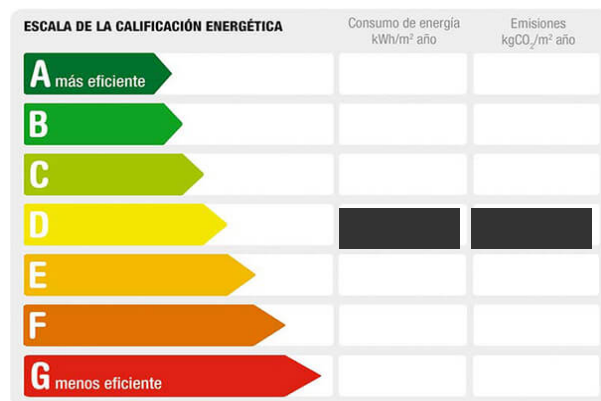 ESCALA DE LA CALIFICACIÓN ENERGÉTICA
Consumo de energía
kWh/m² año
Emisiones
kgCO₂/m² año
A más eficiente
B
C
D
E
F
G menos eficiente